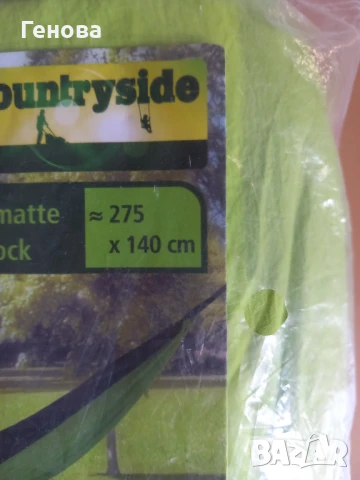 Генова
ountryside
matte
ock
≈ 275
x 140 cm
BAZAR